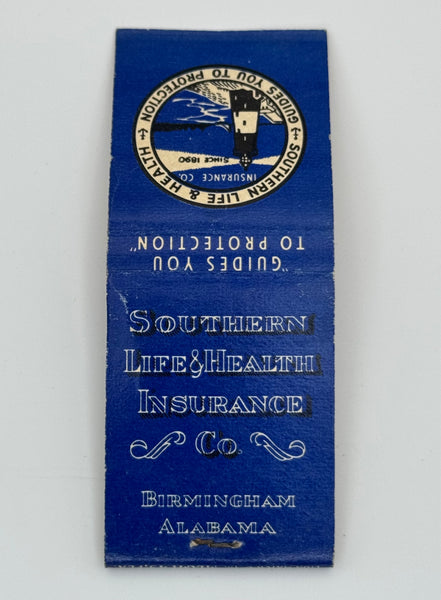 SOUTHERN LIFE & HEALTH
INSURANCE CO.
SINCE 1890
GUIDES YOU TO PROTECTION
"GUIDES YOU
TO PROTECTION"
SOUTHERN
LIFE & HEALTH
INSURANCE
CO.
BIRMINGHAM
ALABAMA